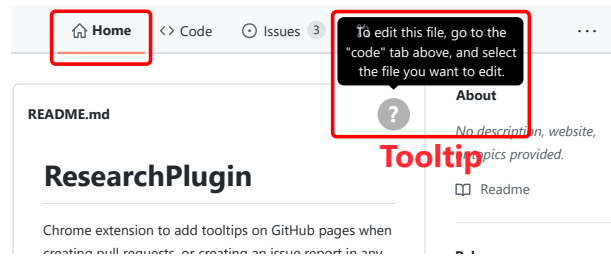 Home
Code
Issues 3
To edit this file, go to the
"code" tab above, and select
the file you want to edit.
...
README.md
?
About
No description, website,
topics provided.
Tooltip
Readme
ResearchPlugin
Chrome extension to add tooltips on GitHub pages when
creating pull requests, or creating an issue report in any